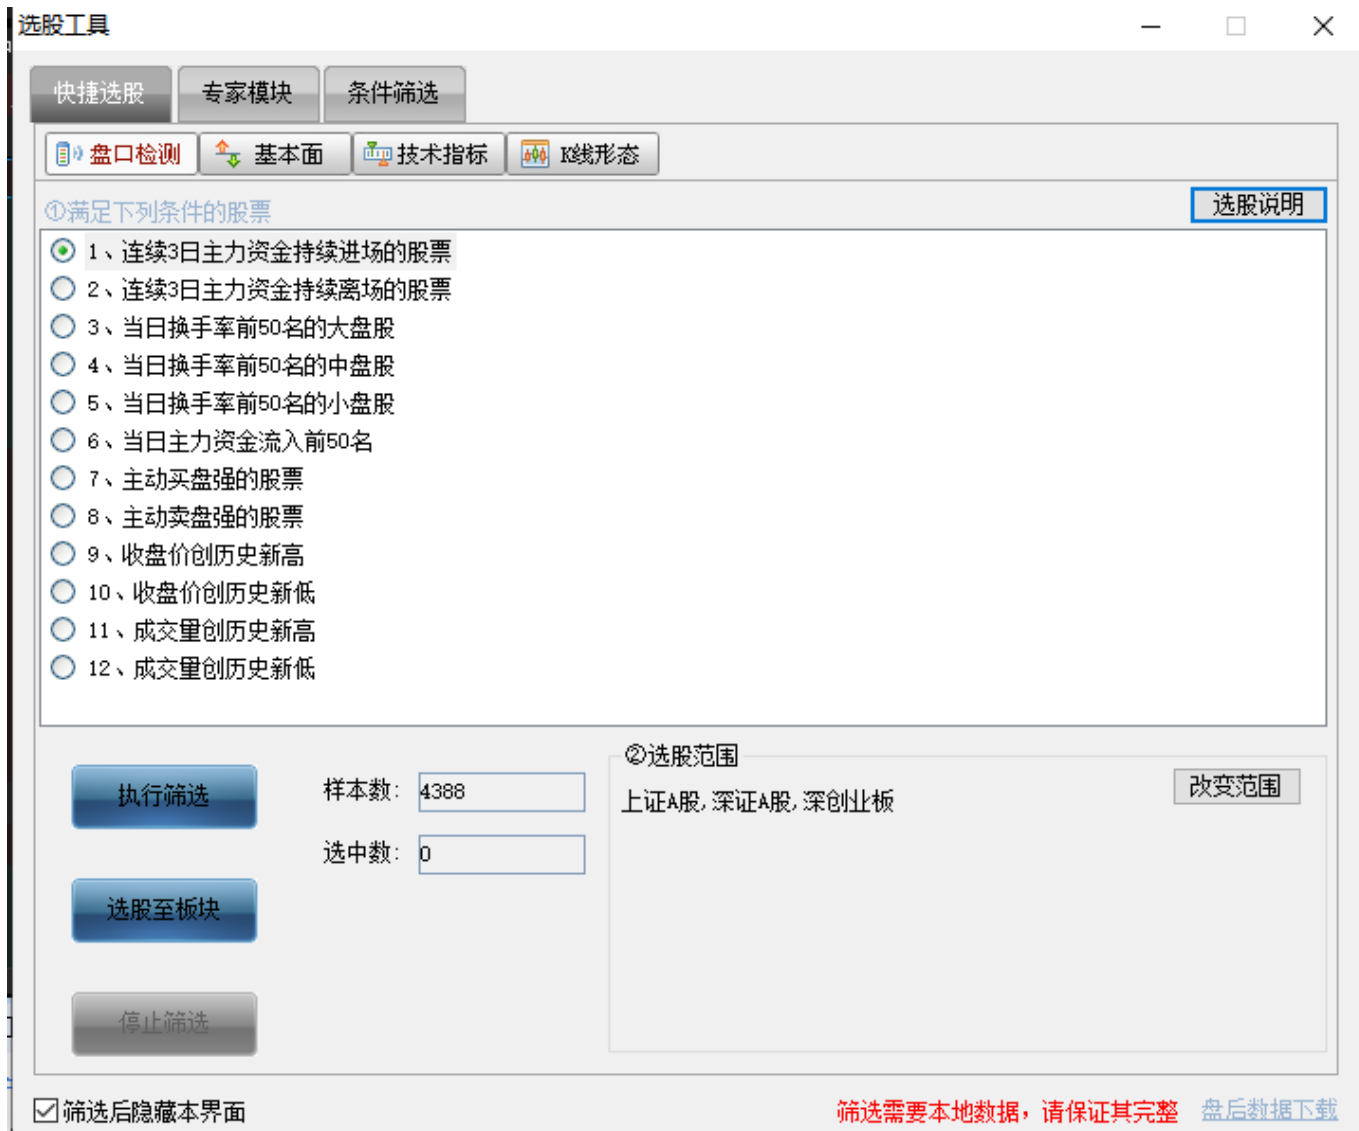 选股工具
快捷选股 专家模块 条件筛选
盘口检测 基本面 技术指标 K线形态
①满足下列条件的股票 选股说明
1、连续3日主力资金持续进场的股票
2、连续3日主力资金持续离场的股票
3、当日换手率前50名的大盘股
4、当日换手率前50名的中盘股
5、当日换手率前50名的小盘股
6、当日主力资金流入前50名
7、主动买盘强的股票
8、主动卖盘强的股票
9、收盘价创历史新高
10、收盘价创历史新低
11、成交量创历史新高
12、成交量创历史新低
②选股范围
执行筛选 样本数: 4388 上证A股,深证A股,深创业板 改变范围
选中数: 0
选股至板块
停止筛选
筛选后隐藏本界面 筛选需要本地数据，请保证其完整 盘后数据下载